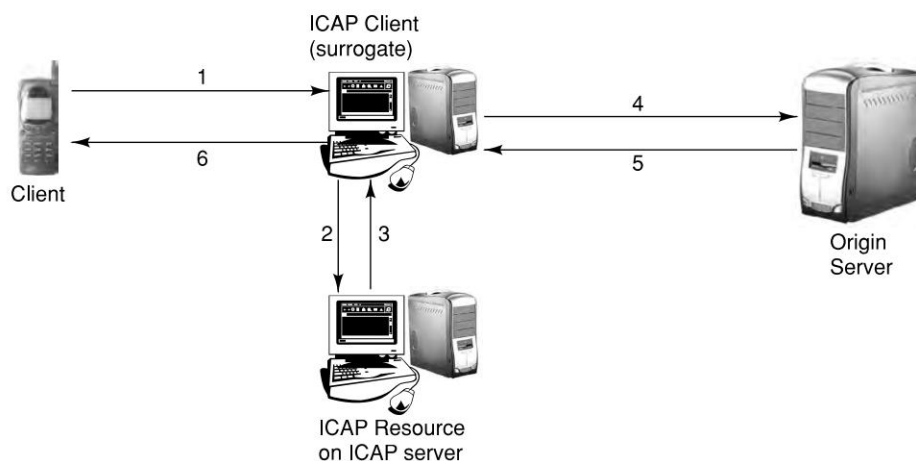 ICAP Client
(surrogate)
1
4
6
5
Client
2
3
Origin
Server
ICAP Resource
on ICAP server